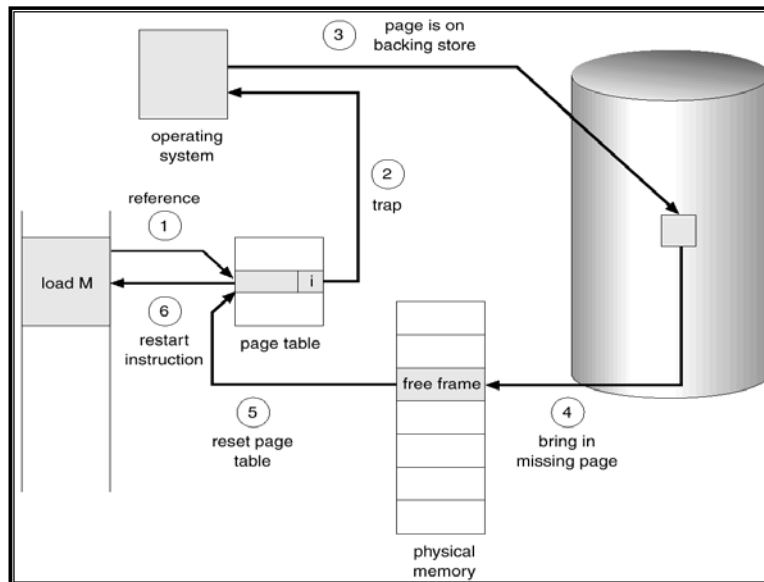 3
page is on
backing store
operating
system
2
trap
reference
1
load M
i
6
restart
instruction
page table
free frame
5
reset page
table
4
bring in
missing page
physical
memory